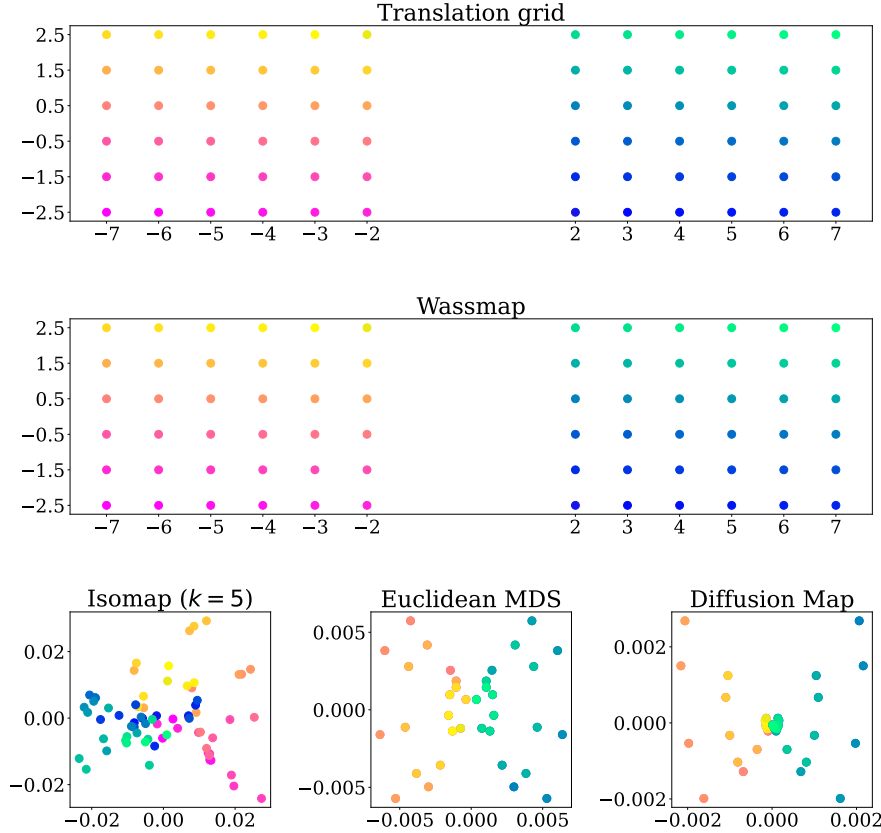 Translation grid
2.5
1.5
0.5
−0.5
−1.5
−2.5
−7 −6 −5 −4 −3 −2 2 3 4 5 6 7
Wassmap
2.5
1.5
0.5
−0.5
−1.5
−2.5
−7 −6 −5 −4 −3 −2 2 3 4 5 6 7
Isomap (k = 5)
0.02
0.00
−0.02
−0.02 0.00 0.02
Euclidean MDS
0.005
0.000
−0.005
−0.005 0.000 0.005
Diffusion Map
0.002
0.000
−0.002
−0.002 0.000 0.002